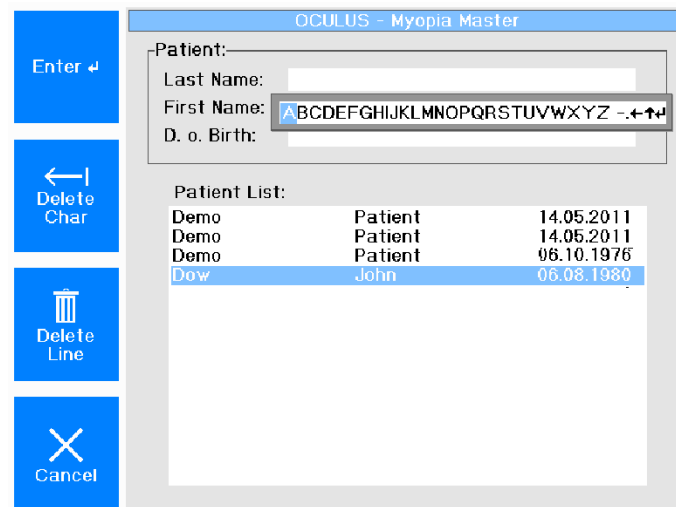 OCULUS - Myopia Master
Enter ↵
Patient:
Last Name:
First Name:
ABCDEFGHIJKLMNOPQRSTUVWXYZ -.←↑↵
D. o. Birth:
Delete
Char
Patient List:
Demo Patient 14.05.2011
Demo Patient 14.05.2011
Demo Patient 06.10.1976
Dow John 06.08.1980
Delete
Line
Cancel